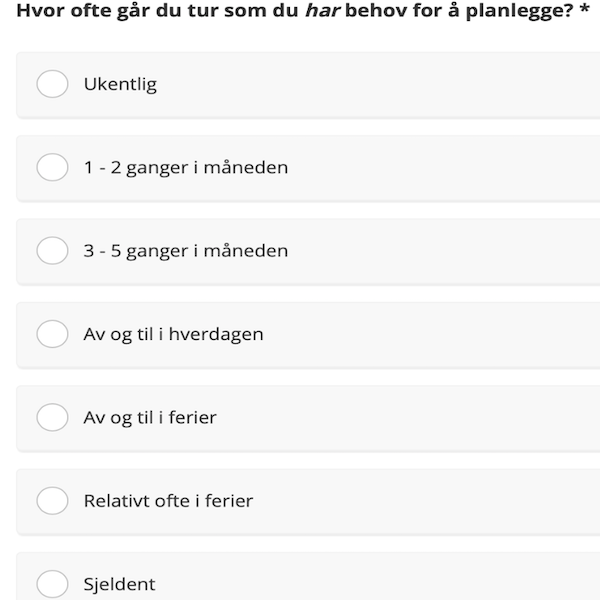 Hvor ofte går du tur som du har behov for å planlegge? *
Ukentlig
1 - 2 ganger i måneden
3 - 5 ganger i måneden
Av og til i hverdagen
Av og til i ferier
Relativt ofte i ferier
Sjeldent